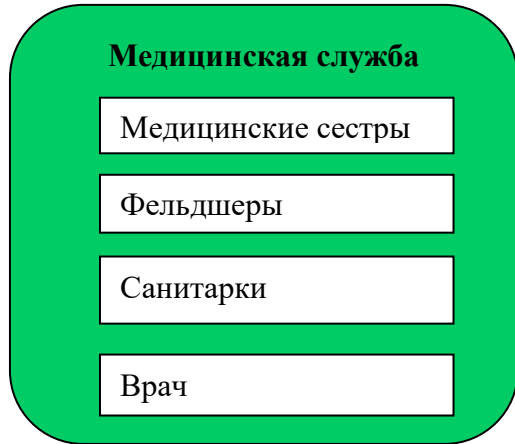 Медицинская служба
Медицинские сестры
Фельдшеры
Санитарки
Врач